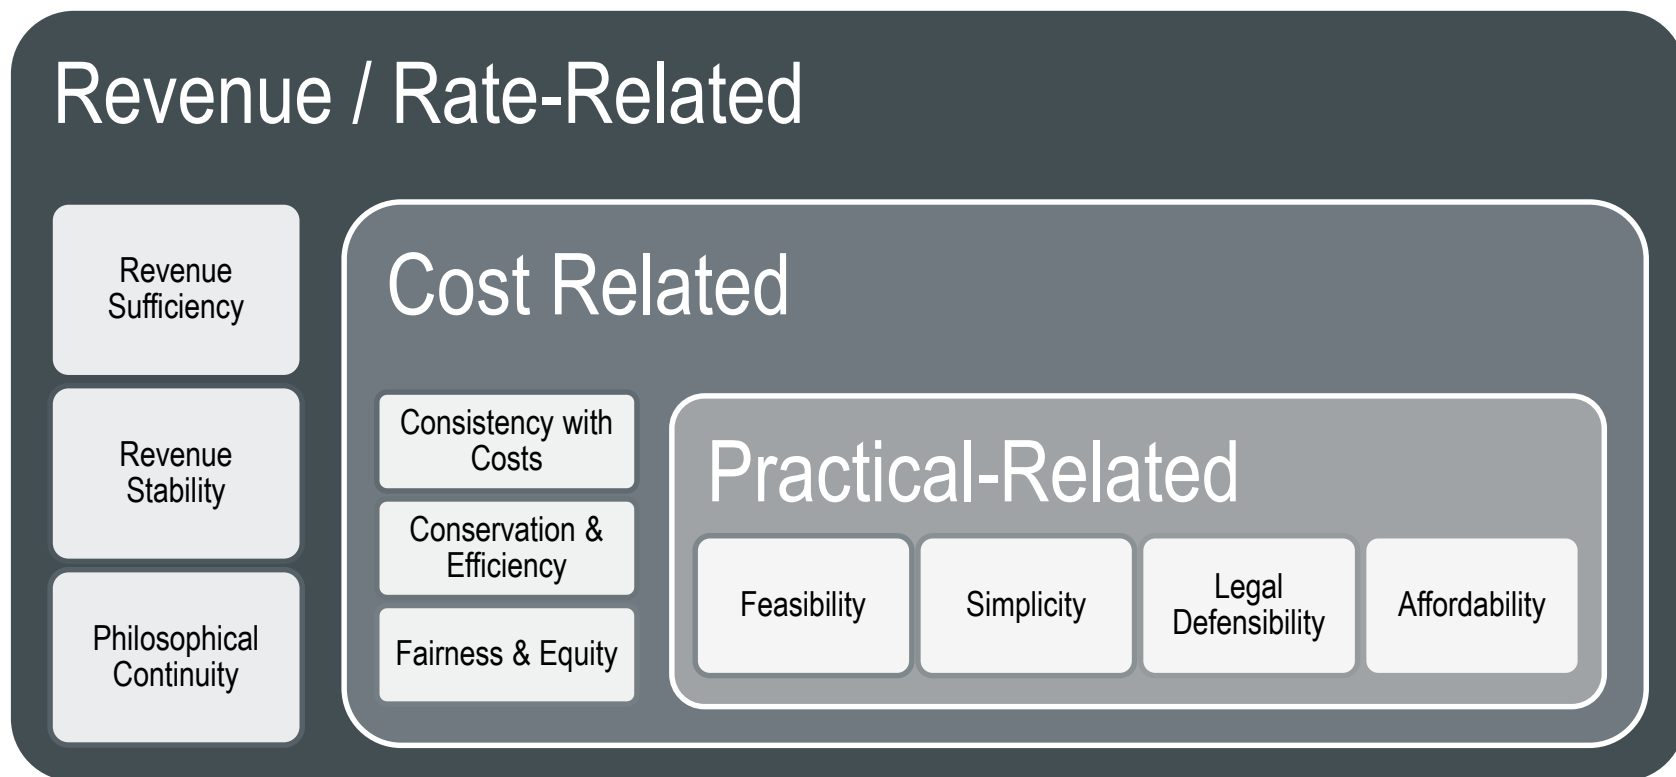 Revenue / Rate-Related
Revenue
Sufficiency
Revenue
Stability
Philosophical
Continuity
Cost Related
Consistency with
Costs
Conservation &
Efficiency
Fairness & Equity
Practical-Related
Feasibility
Simplicity
Legal
Defensibility
Affordability